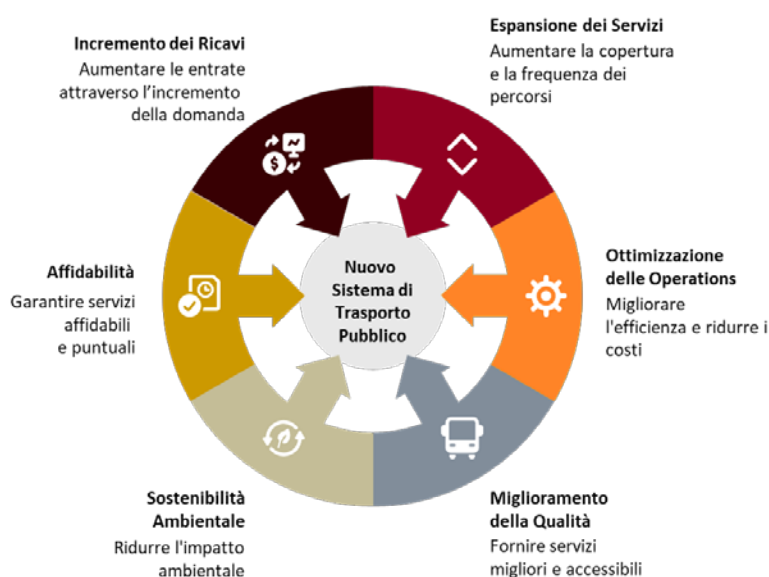 Incremento dei Ricavi
Aumentare le entrate
attraverso l'incremento
della domanda
Espansione dei Servizi
Aumentare la copertura
e la frequenza dei
percorsi
Affidabilità
Garantire servizi
affidabili
e puntuali
$
Nuovo
Sistema di
Trasporto
Pubblico
Ottimizzazione
delle Operations
Migliorare
l'efficienza e ridurre i
costi
Sostenibilità
Ambientale
Ridurre l'impatto
ambientale
Miglioramento
della Qualità
Fornire servizi
migliori e accessibili